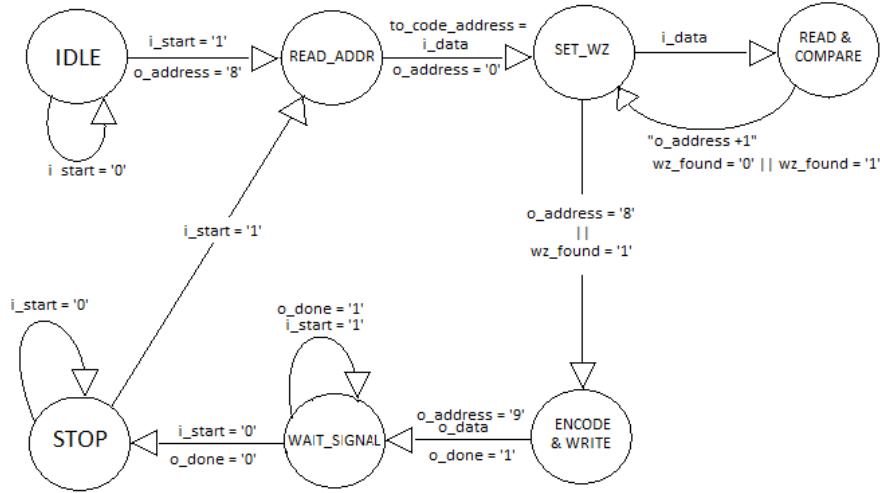 IDLE
i_start = '1'
o_address = '8'
i_start = '0'
READ_ADDR
to_code_address =
i_data
o_address = '0'
SET_WZ
i_data
READ &
COMPARE
"o_address +1"
wz_found = '0' || wz_found = '1'
i_start = '1'
o_address = '8'
||
wz_found = '1'
i_start = '0'
STOP
i_start = '0'
o_done = '0'
o_done = '1'
i_start = '1'
WAIT_SIGNAL
o_address = '9'
o_data
o_done = '1'
ENCODE
& WRITE